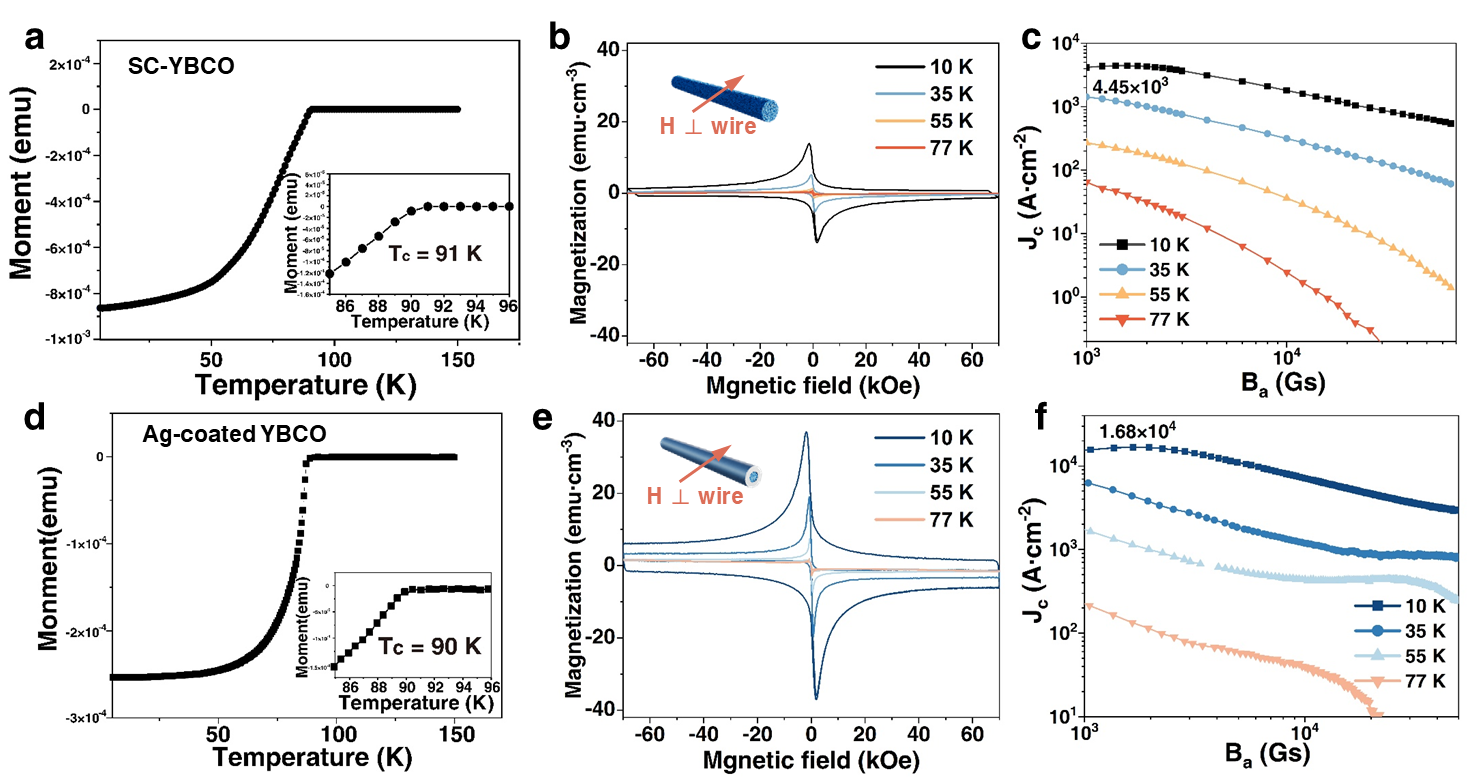 a
SC-YBCO
Moment (emu)
2×10⁻⁴
0
-2×10⁻⁴
-4×10⁻⁴
-6×10⁻⁴
-8×10⁻⁴
-1×10⁻³
50 100 150
Temperature (K)
Moment (emu)
Tc = 91 K
86 88 90 92 94 96
Temperature (K)
b
Magnetization (emu·cm⁻³)
40
20
0
-20
-40
H ⊥ wire
10 K
35 K
55 K
77 K
-60 -40 -20 0 20 40 60
Mgnetic field (kOe)
c
Jc (A·cm⁻²)
10⁴
10³
10²
10¹
10⁰
4.45×10³
10 K
35 K
55 K
77 K
10³ 10⁴
Ba (Gs)
d
Ag-coated YBCO
Monment(emu)
0
-1×10⁻⁴
-2×10⁻⁴
-3×10⁻⁴
50 100 150
Temperature (K)
Moment(emu)
0
Tc = 90 K
86 88 90 92 94 96
Temperature (K)
e
Magnetization (emu·cm⁻³)
40
20
0
-20
-40
H ⊥ wire
10 K
35 K
55 K
77 K
-60 -40 -20 0 20 40 60
Mgnetic field (kOe)
f
Jc (A·cm⁻²)
10⁴
10³
10²
10¹
1.68×10⁴
10 K
35 K
55 K
77 K
10³ 10⁴
Ba (Gs)